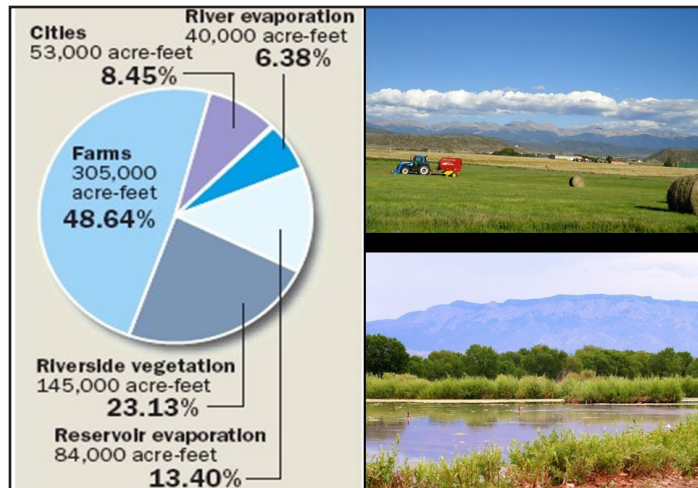 Cities
53,000 acre-feet
8.45%
River evaporation
40,000 acre-feet
6.38%
Farms
305,000
acre-feet
48.64%
Riverside vegetation
145,000 acre-feet
23.13%
Reservoir evaporation
84,000 acre-feet
13.40%